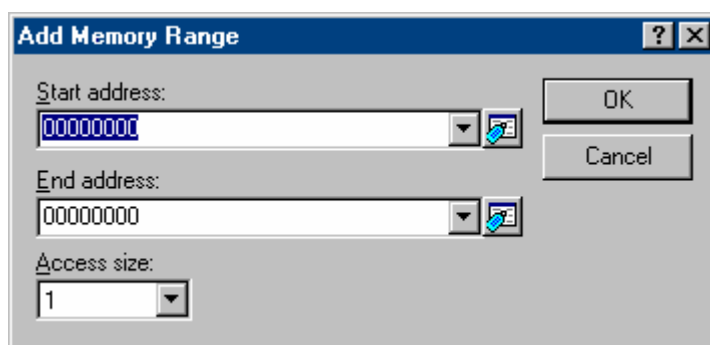 Add Memory Range
Start address:
00000000
OK
Cancel
End address:
00000000
Access size:
1